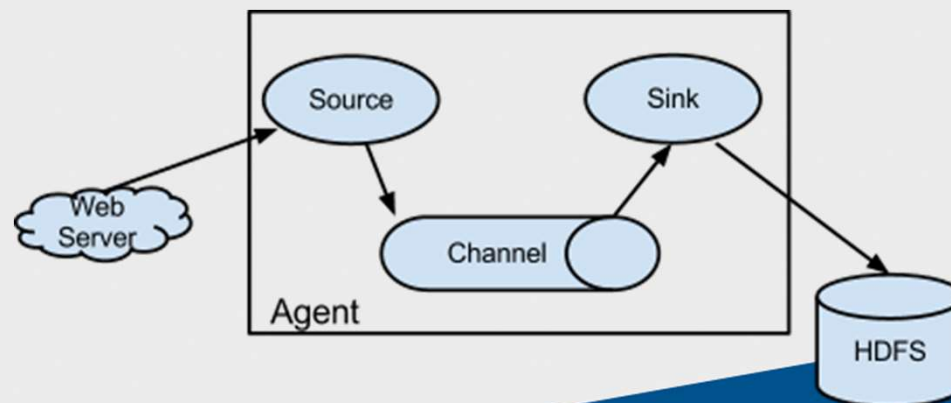 Source
Sink
Web
Server
Channel
Agent
HDFS